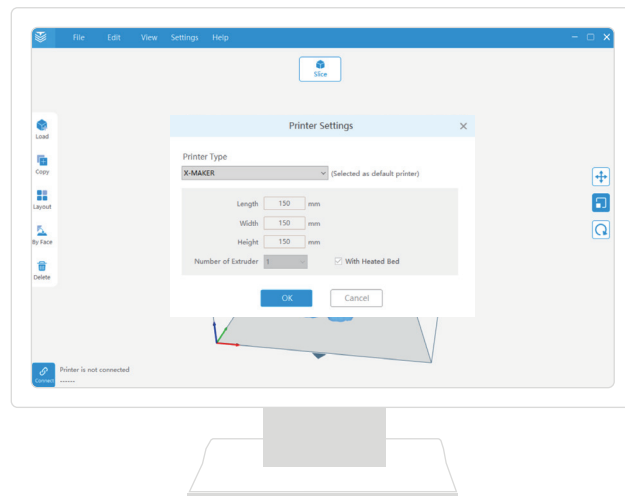 File Edit View Settings Help
Slice
Printer Settings
Load
Printer Type
Copy
X-MAKER (Selected as default printer)
Length 150 mm
Layout
Width 150 mm
By Face
Height 150 mm
Number of Extruder 1 With Heated Bed
Delete
OK Cancel
Printer is not connected
Connect ------